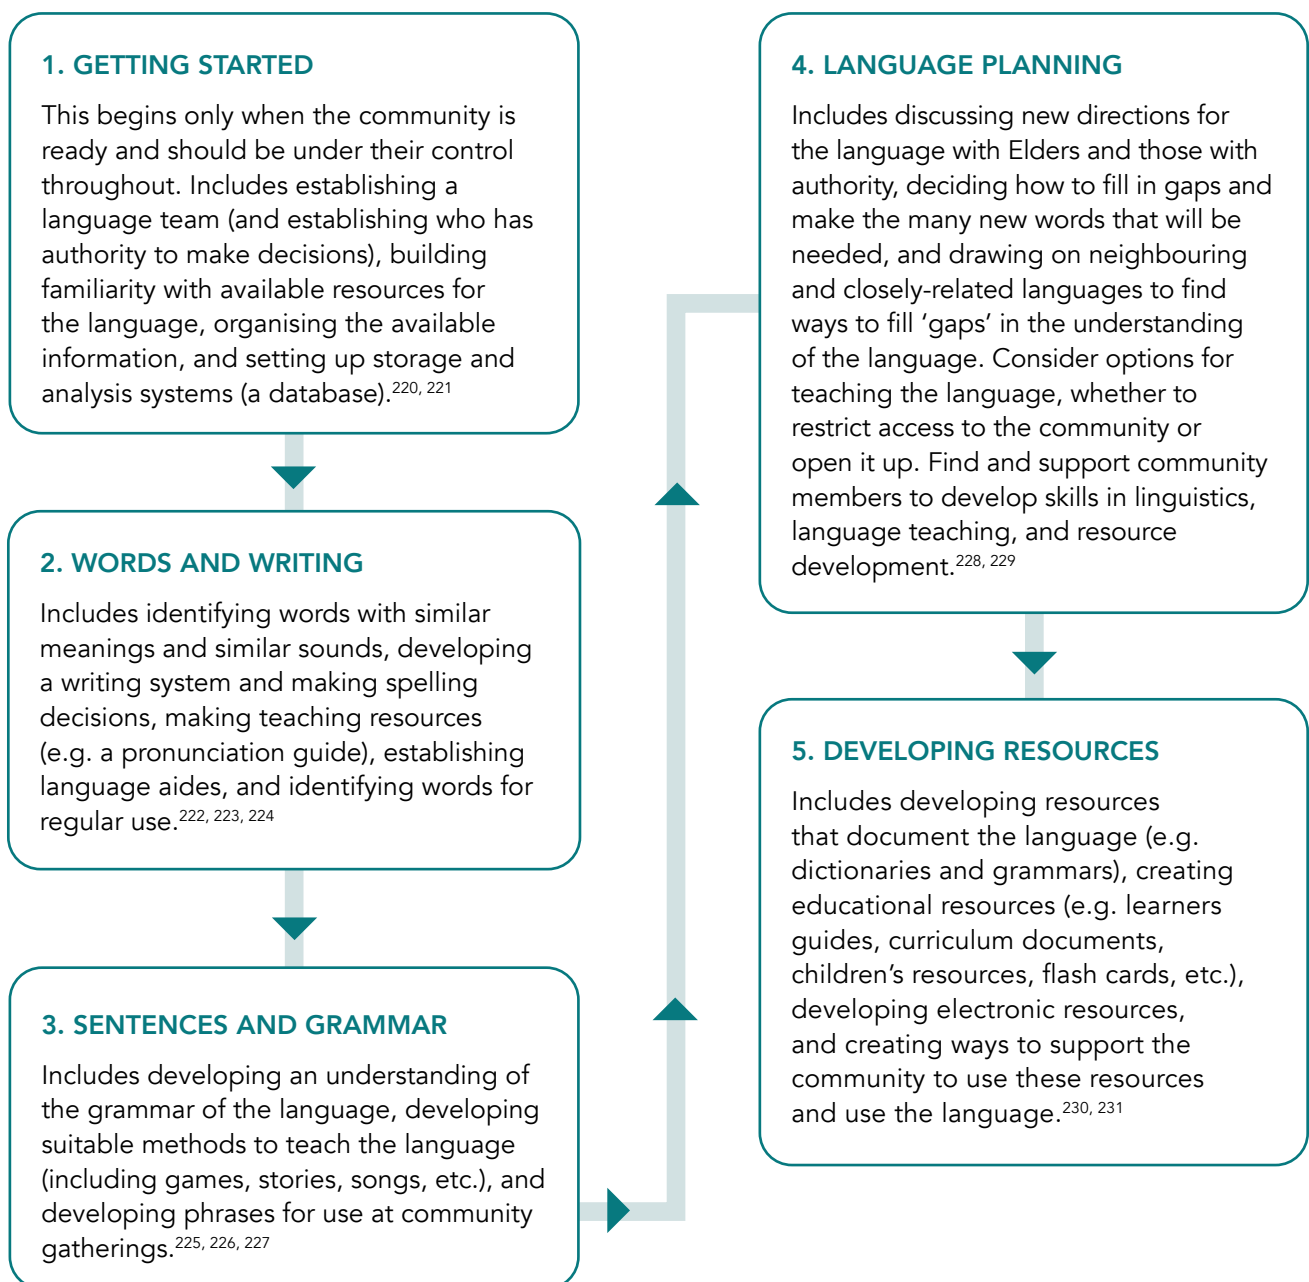 1. GETTING STARTED
This begins only when the community is
ready and should be under their control
throughout. Includes establishing a
language team (and establishing who has
authority to make decisions), building
familiarity with available resources for
the language, organising the available
information, and setting up storage and
analysis systems (a database).220, 221
2. WORDS AND WRITING
Includes identifying words with similar
meanings and similar sounds, developing
a writing system and making spelling
decisions, making teaching resources
(e.g. a pronunciation guide), establishing
language aides, and identifying words for
regular use.222, 223, 224
3. SENTENCES AND GRAMMAR
Includes developing an understanding of
the grammar of the language, developing
suitable methods to teach the language
(including games, stories, songs, etc.), and
developing phrases for use at community
gatherings.225, 226, 227
4. LANGUAGE PLANNING
Includes discussing new directions for
the language with Elders and those with
authority, deciding how to fill in gaps and
make the many new words that will be
needed, and drawing on neighbouring
and closely-related languages to find
ways to fill ‘gaps’ in the understanding
of the language. Consider options for
teaching the language, whether to
restrict access to the community or
open it up. Find and support community
members to develop skills in linguistics,
language teaching, and resource
development.228, 229
5. DEVELOPING RESOURCES
Includes developing resources
that document the language (e.g.
dictionaries and grammars), creating
educational resources (e.g. learners
guides, curriculum documents,
children’s resources, flash cards, etc.),
developing electronic resources,
and creating ways to support the
community to use these resources
and use the language.230, 231